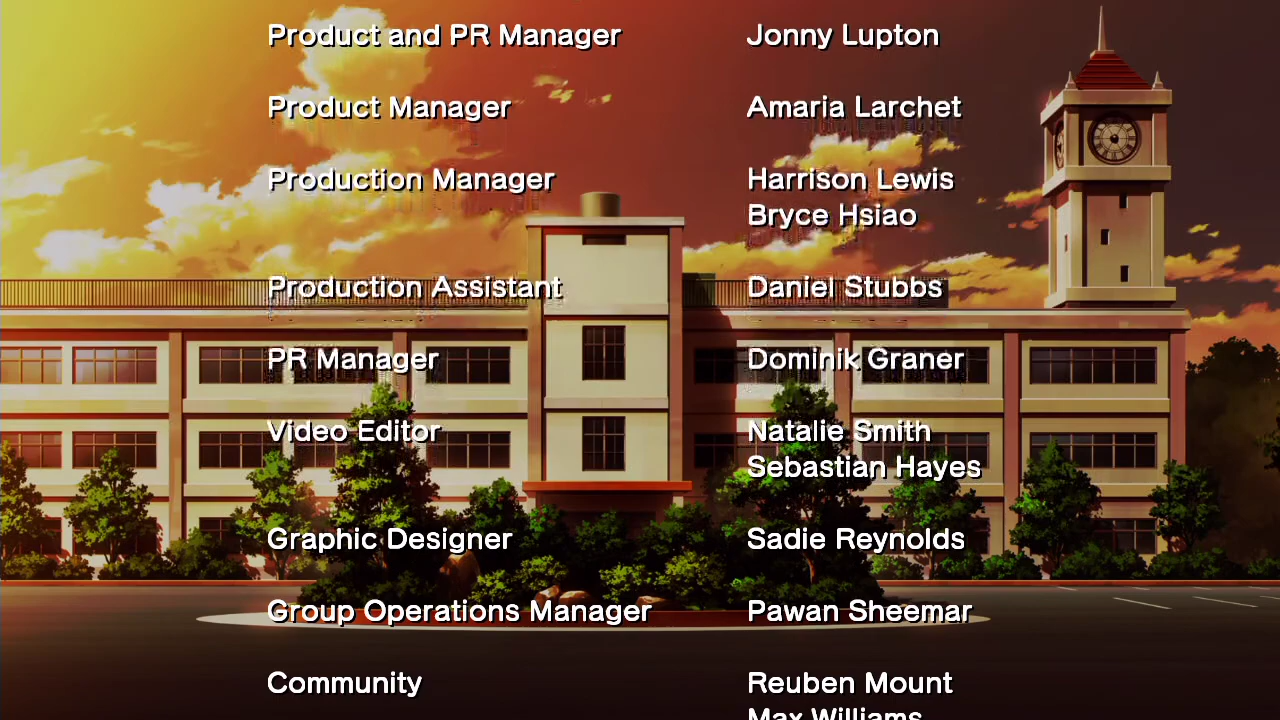 Product and PR Manager Jonny Lupton
Product Manager Amaria Larchet
Production Manager Harrison Lewis
Bryce Hsiao
Production Assistant Daniel Stubbs
PR Manager Dominik Graner
Video Editor Natalie Smith
Sebastian Hayes
Graphic Designer Sadie Reynolds
Group Operations Manager Pawan Sheemar
Community Reuben Mount
Max Williams